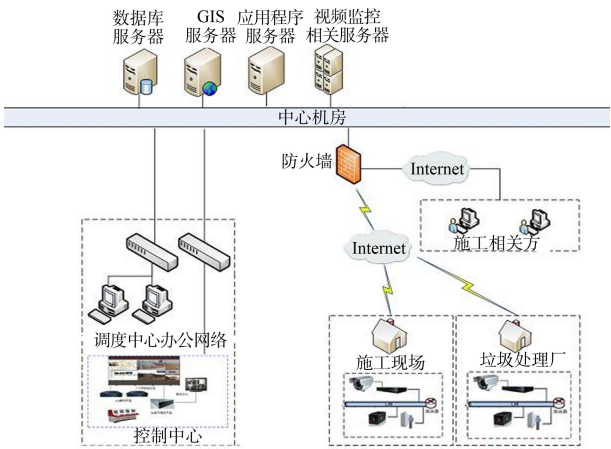 数据库
服务器
GIS
服务器
应用程序
服务器
视频监控
相关服务器
中心机房
防火墙
Internet
施工相关方
Internet
调度中心办公网络
控制中心
施工现场
垃圾处理厂